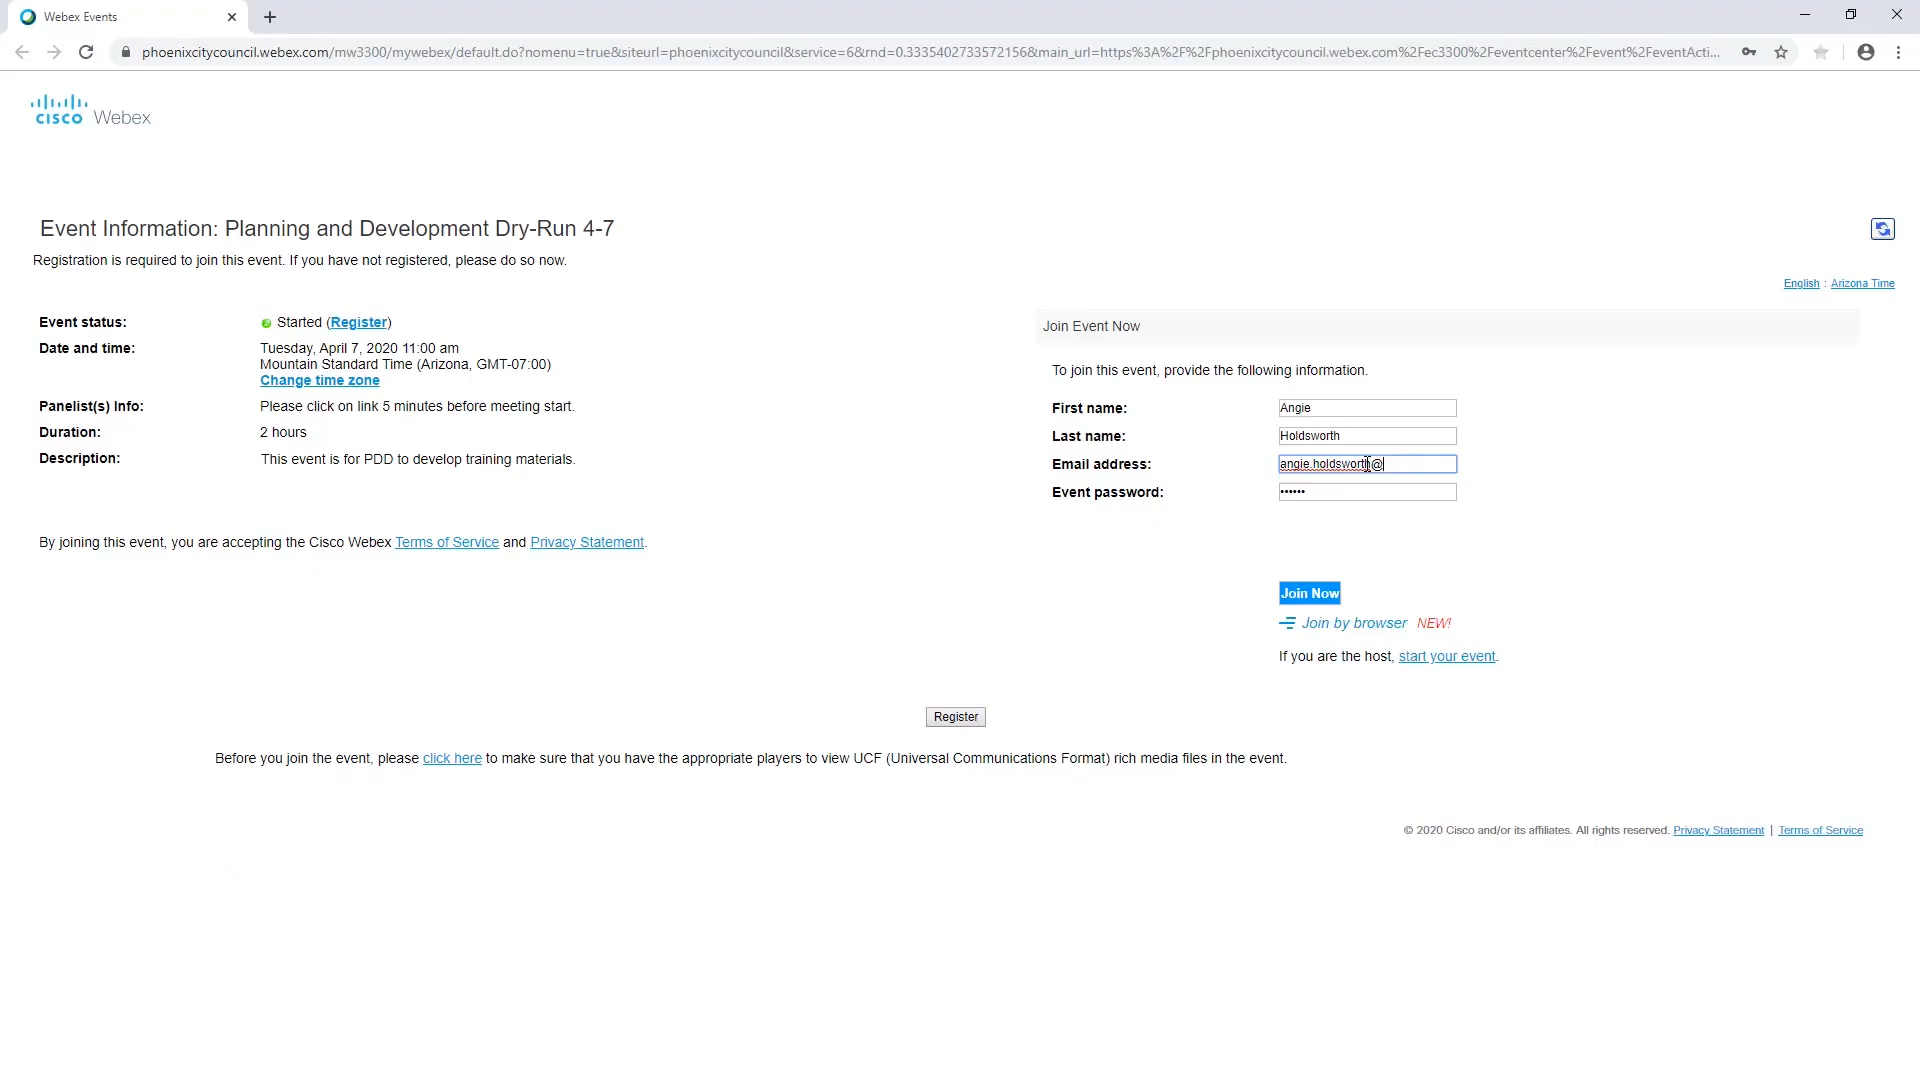 Webex Events
phoenixcitycouncil.webex.com/mw3300/mywebex/default.do?nomenu=true&siteurl=phoenixcitycouncil&service=6&rnd=0.3335402733572156&main_url=https%3A%2F%2Fphoenixcitycouncil.webex.com%2Fec3300%2Feventcenter%2Fevent%2FeventActi...
CISCO Webex
Event Information: Planning and Development Dry-Run 4-7
Registration is required to join this event. If you have not registered, please do so now.
English : Arizona Time
Event status: Started (Register)
Date and time: Tuesday, April 7, 2020 11:00 am
Mountain Standard Time (Arizona, GMT-07:00)
Change time zone
Panelist(s) Info: Please click on link 5 minutes before meeting start.
Duration: 2 hours
Description: This event is for PDD to develop training materials.
By joining this event, you are accepting the Cisco Webex Terms of Service and Privacy Statement.
Join Event Now
To join this event, provide the following information.
First name: Angie
Last name: Holdsworth
Email address: angie.holdsworth@
Event password: ••••••
Join Now
Join by browser NEW!
If you are the host, start your event.
Register
Before you join the event, please click here to make sure that you have the appropriate players to view UCF (Universal Communications Format) rich media files in the event.
© 2020 Cisco and/or its affiliates. All rights reserved. Privacy Statement | Terms of Service